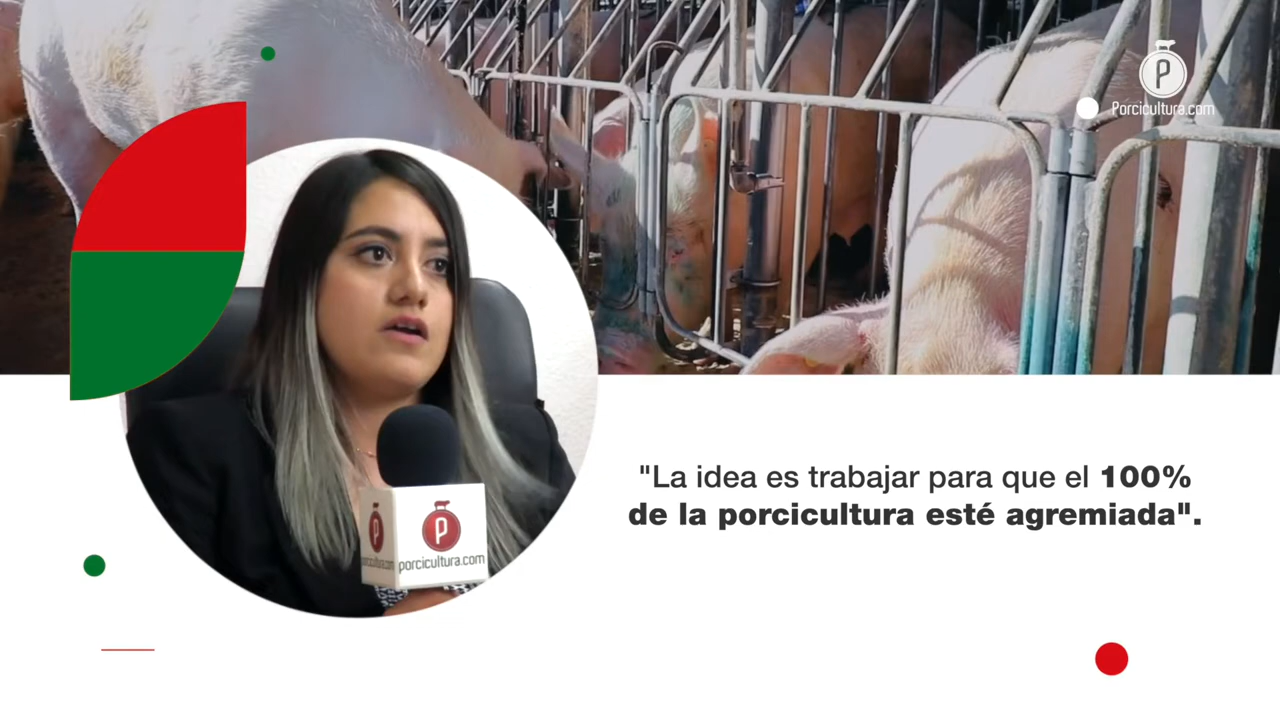 P
Porcicultura.com
"La idea es trabajar para que el 100%
de la porcicultura esté agremiada".
P
P
porcicultura.com
porcicultura.com